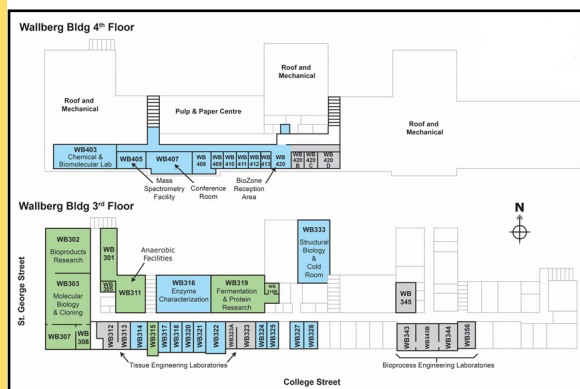 Wallberg Bldg 4th Floor
Roof and
Mechanical
Roof and
Mechanical
Pulp & Paper Centre
Roof and
Mechanical
WB403
Chemical &
Biomolecular Lab
WB405
WB407
WB
408
WB
409
WB
410
WB
411
WB
412
WB
413
WB
420
WB
420
B
WB
420
C
WB
420
D
Mass
Spectrometry
Facility
Conference
Room
BioZone
Reception
Area
Wallberg Bldg 3rd Floor
St. George Street
WB302
Bioproducts
Research
WB303
Molecular
Biology
& Cloning
WB307
WB
308
WB
301
Anaerobic
Facilities
WB311
WB316
Enzyme
Characterization
WB319
Fermentation
& Protein
Research
WB
WB333
Structural
Biology
&
Cold
Room
WB
345
N
WB312
WB313
WB314
WB315
WB317
WB318
WB320
WB321
WB322
WB323A
WB323
WB324
WB325
WB327
WB328
WB343
WB343B
WB344
WB356
Tissue Engineering Laboratories
Bioprocess Engineering Laboratories
College Street